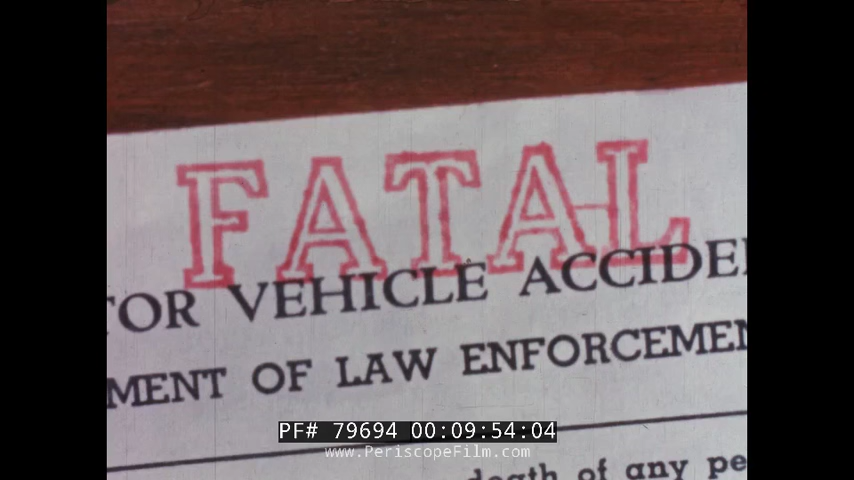 FATAL
TOR VEHICLE ACCIDE
MENT OF LAW ENFORCEMEN
death of any pe
PF# 79694 00:09:54:04
www.PeriscopeFilm.com